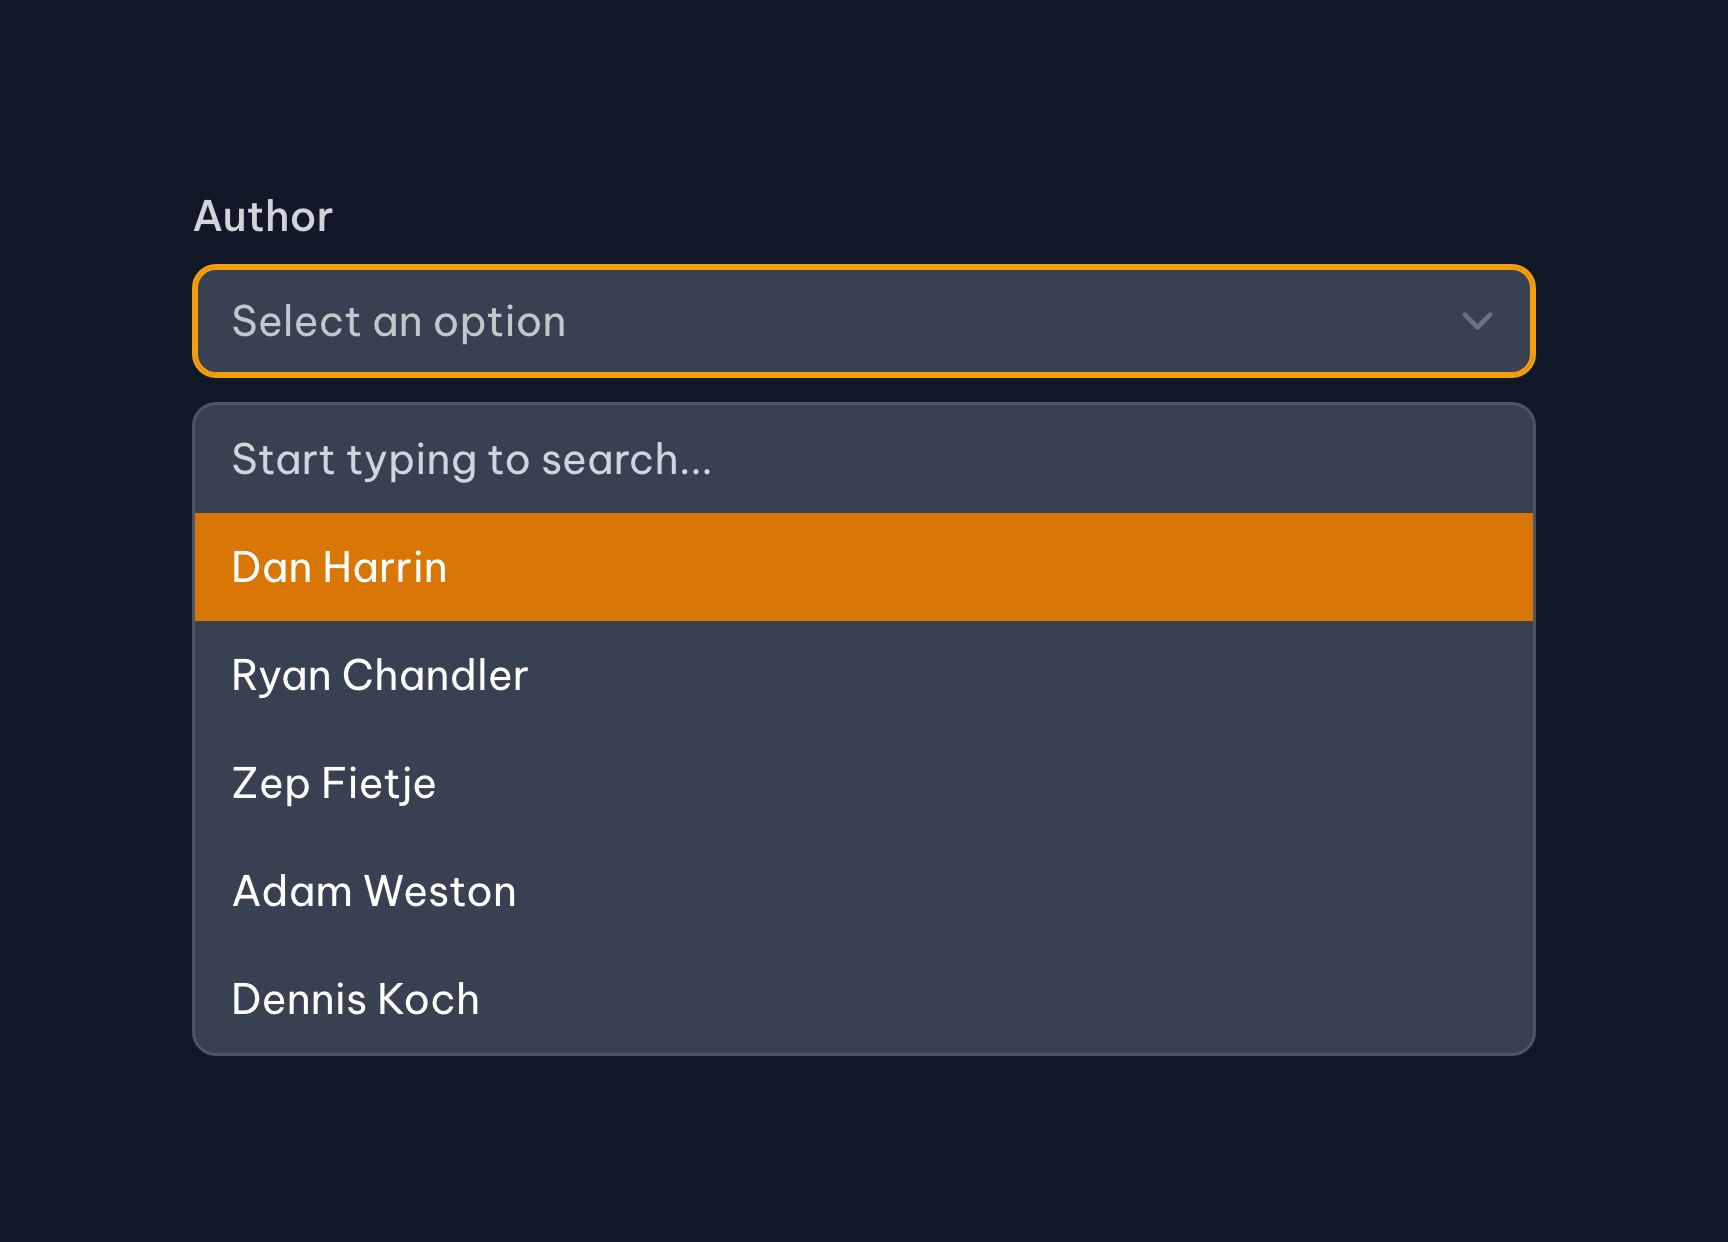 Author
Select an option
Start typing to search...
Dan Harrin
Ryan Chandler
Zep Fietje
Adam Weston
Dennis Koch